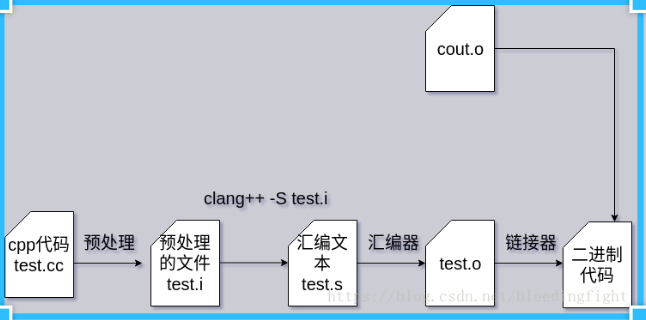 cout.o
clang++ -S test.i
cpp代码
test.cc
预处理
预处理
的文件
test.i
汇编文
本
test.s
汇编器
test.o
链接器
二进制
代码
https://blog.csdn.net/bleedingfight